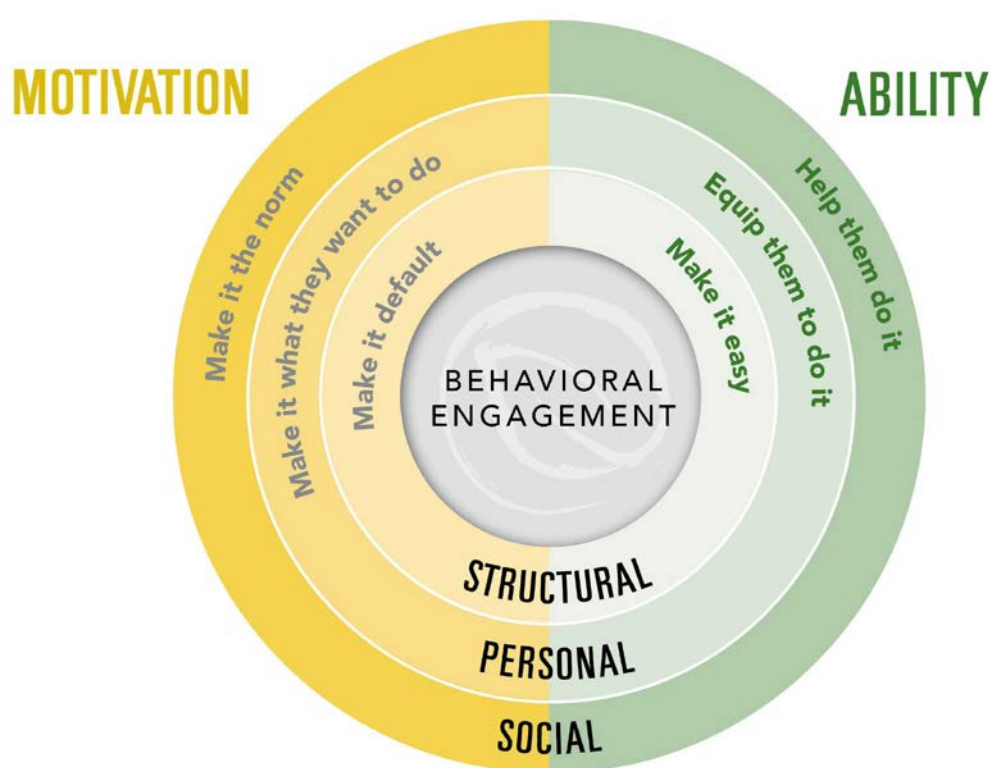 MOTIVATION
ABILITY
Make it the norm
Make it what they want to do
Make it default
Help them do it
Equip them to do it
Make it easy
BEHAVIORAL
ENGAGEMENT
STRUCTURAL
PERSONAL
SOCIAL